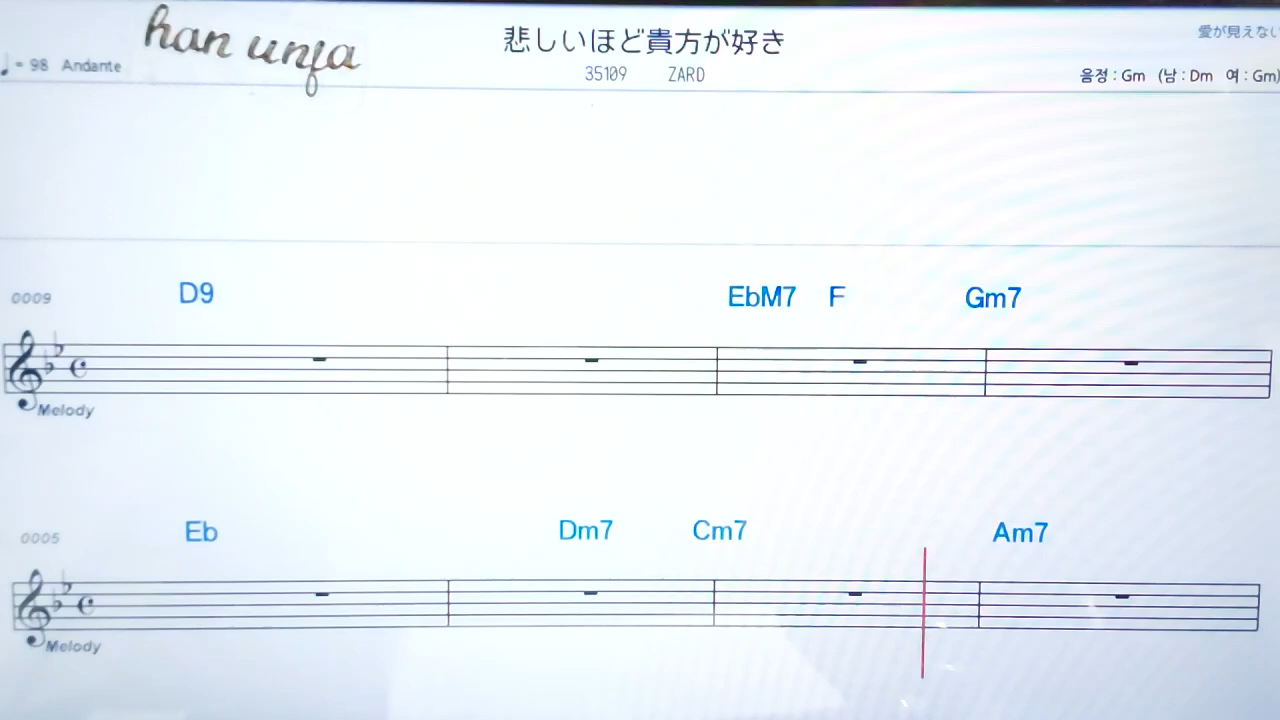 han unfa
悲しいほど貴方が好き
愛が見えない
♩ = 98 Andante
35109 ZARD
음정 : Gm (남 : Dm 여 : Gm)
0009 D9 EbM7 F Gm7
Melody
0005 Eb Dm7 Cm7 Am7
Melody